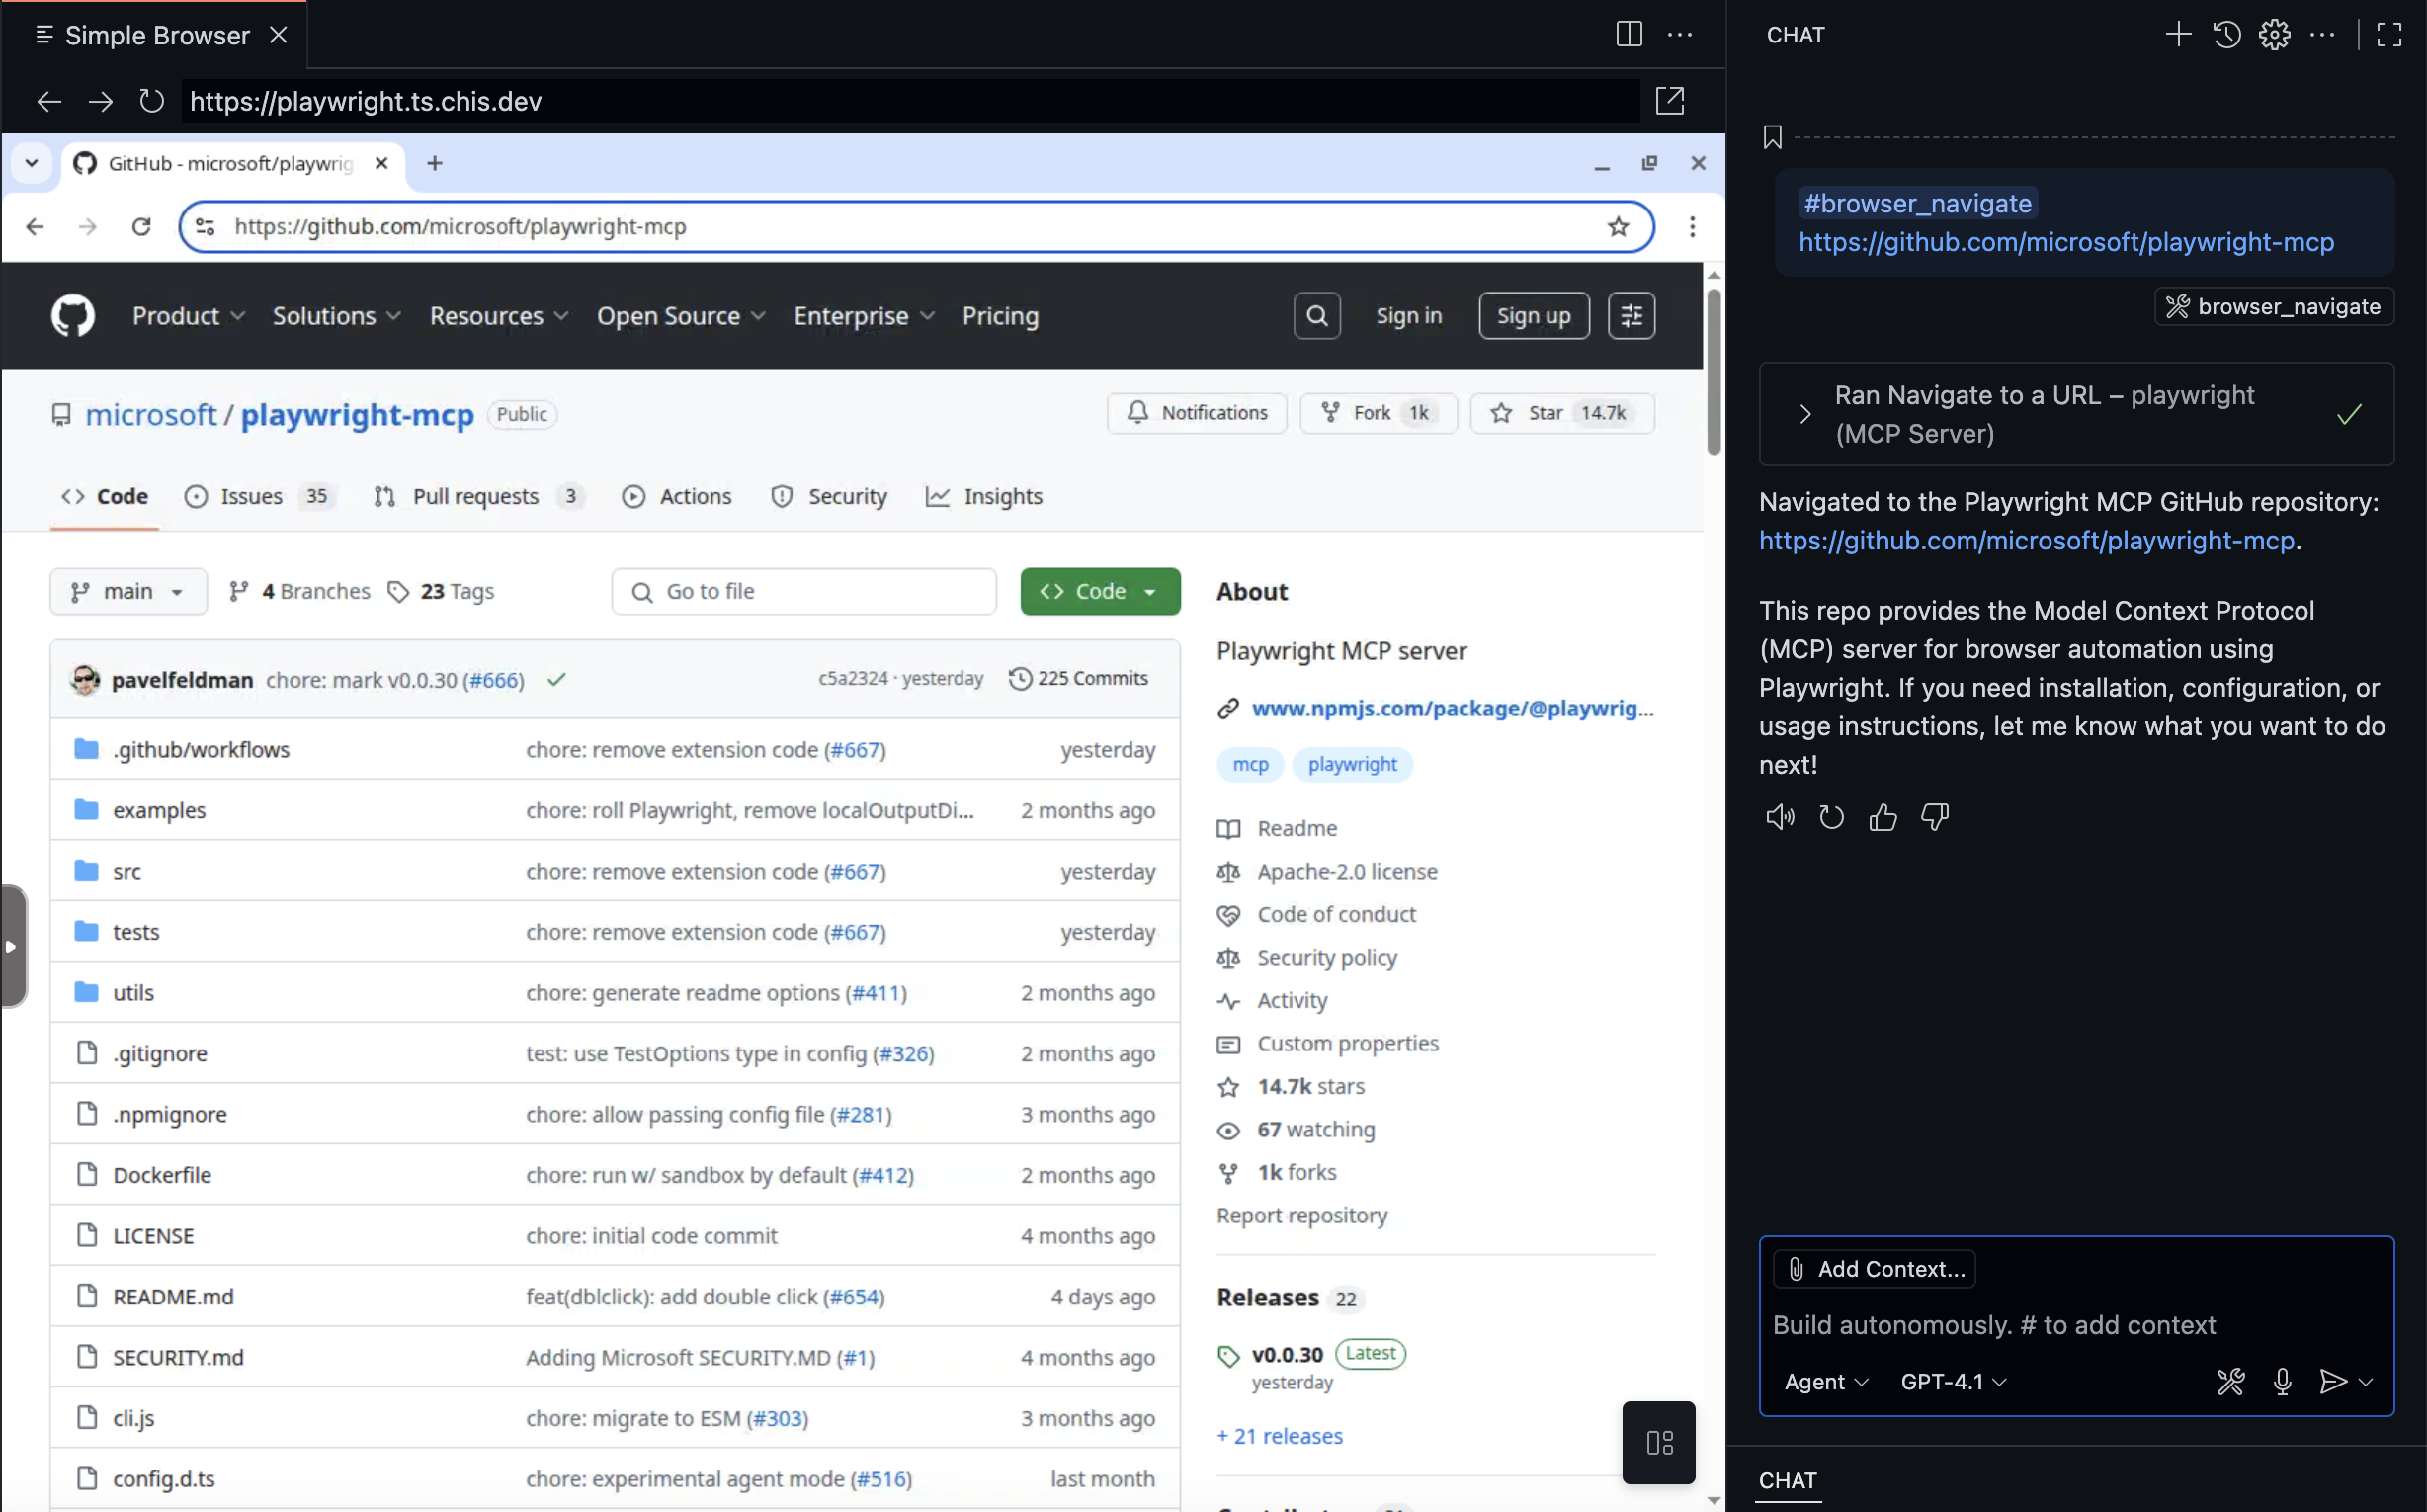 Simple Browser
https://playwright.ts.chis.dev
GitHub - microsoft/playwrig
https://github.com/microsoft/playwright-mcp
Product
Solutions
Resources
Open Source
Enterprise
Pricing
Sign in
Sign up
microsoft / playwright-mcp Public
Notifications
Fork 1k
Star 14.7k
Code
Issues 35
Pull requests 3
Actions
Security
Insights
main
4 Branches
23 Tags
Go to file
Code
pavelfeldman chore: mark v0.0.30 (#666) c5a2324 · yesterday 225 Commits
.github/workflows chore: remove extension code (#667) yesterday
examples chore: roll Playwright, remove localOutputDi... 2 months ago
src chore: remove extension code (#667) yesterday
tests chore: remove extension code (#667) yesterday
utils chore: generate readme options (#411) 2 months ago
.gitignore test: use TestOptions type in config (#326) 2 months ago
.npmignore chore: allow passing config file (#281) 3 months ago
Dockerfile chore: run w/ sandbox by default (#412) 2 months ago
LICENSE chore: initial code commit 4 months ago
README.md feat(dblclick): add double click (#654) 4 days ago
SECURITY.md Adding Microsoft SECURITY.MD (#1) 4 months ago
cli.js chore: migrate to ESM (#303) 3 months ago
config.d.ts chore: experimental agent mode (#516) last month
About
Playwright MCP server
www.npmjs.com/package/@playwrig...
mcp
playwright
Readme
Apache-2.0 license
Code of conduct
Security policy
Activity
Custom properties
14.7k stars
67 watching
1k forks
Report repository
Releases 22
v0.0.30 Latest
yesterday
+ 21 releases
CHAT
#browser_navigate
https://github.com/microsoft/playwright-mcp
browser_navigate
Ran Navigate to a URL – playwright
(MCP Server)
Navigated to the Playwright MCP GitHub repository:
https://github.com/microsoft/playwright-mcp.
This repo provides the Model Context Protocol
(MCP) server for browser automation using
Playwright. If you need installation, configuration, or
usage instructions, let me know what you want to do
next!
Add Context...
Build autonomously. # to add context
Agent
GPT-4.1
CHAT